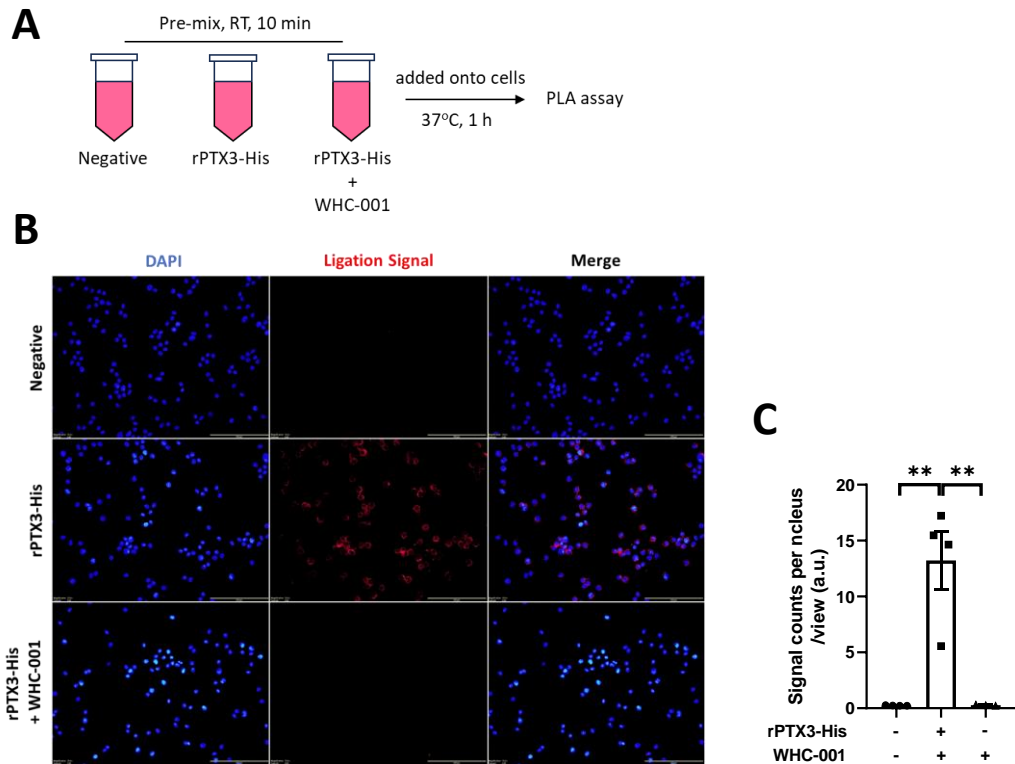 A
Pre-mix, RT, 10 min
Negative
rPTX3-His
rPTX3-His
+
WHC-001
added onto cells
37°C, 1 h
PLA assay
B
DAPI
Ligation Signal
Merge
Negative
rPTX3-His
rPTX3-His
+ WHC-001
C
Signal counts per ncleus
/view (a.u.)
** **
20
15
10
5
0
rPTX3-His - + -
WHC-001 - + +